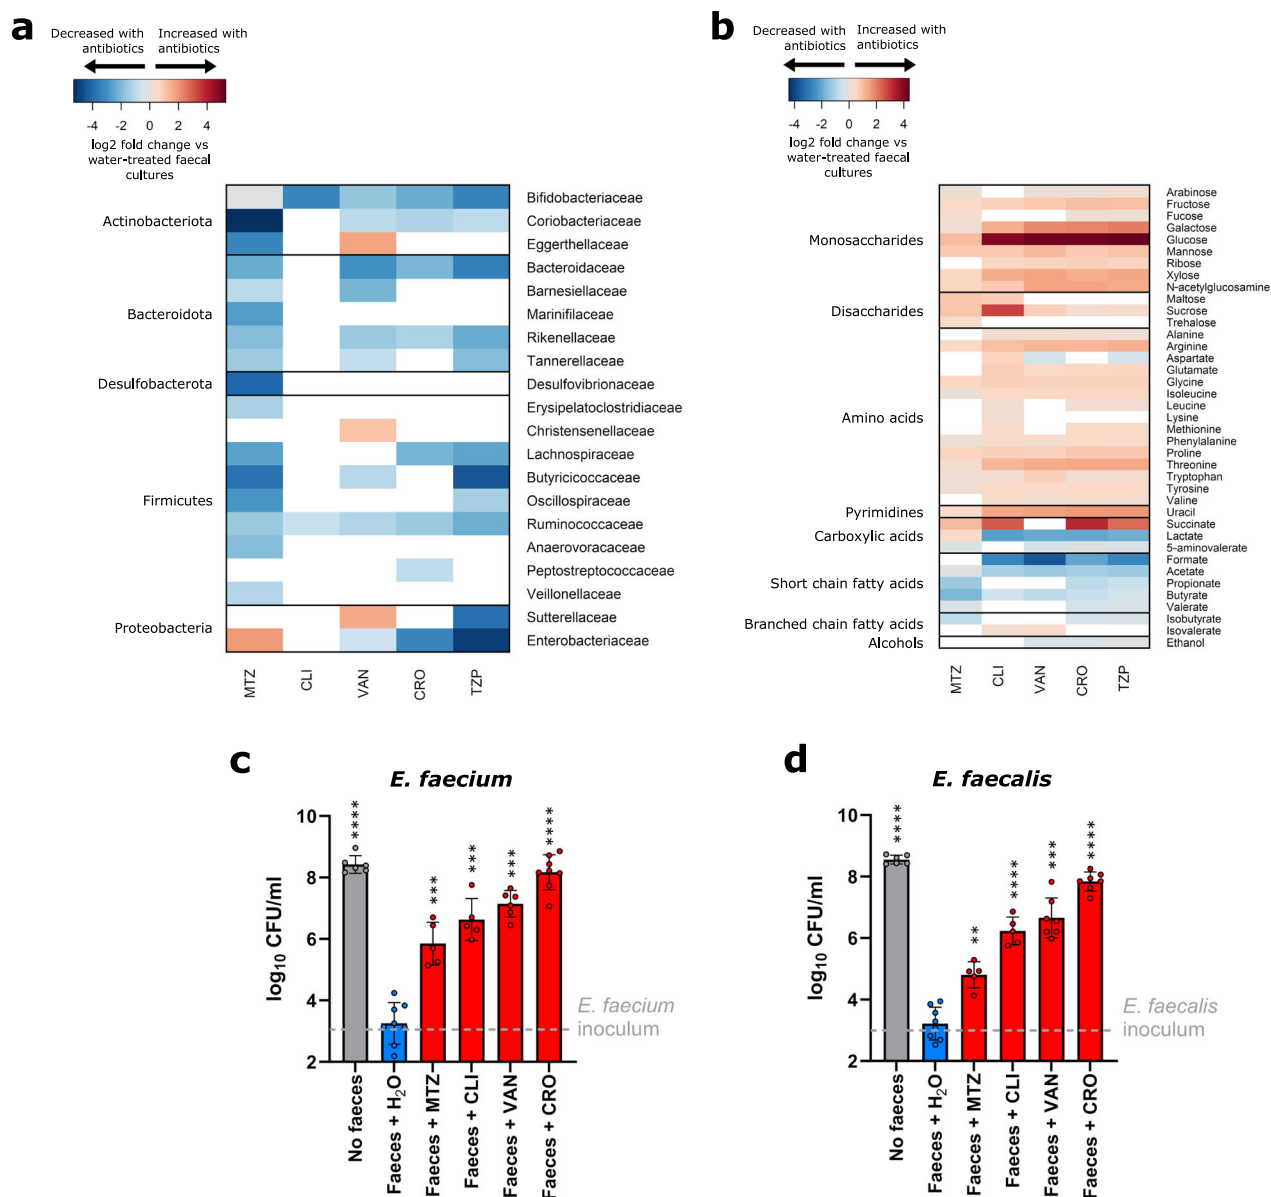 a
Decreased with
antibiotics
Increased with
antibiotics
-4 -2 0 2 4
log2 fold change vs
water-treated faecal
cultures
Actinobacteriota
Bacteroidota
Desulfobacterota
Firmicutes
Proteobacteria
Bifidobacteriaceae
Coriobacteriaceae
Eggerthellaceae
Bacteroidaceae
Barnesiellaceae
Marinifilaceae
Rikenellaceae
Tannerellaceae
Desulfovibrionaceae
Erysipelatoclostridiaceae
Christensenellaceae
Lachnospiraceae
Butyricicoccaceae
Oscillospiraceae
Ruminococcaceae
Anaerovoracaceae
Peptostreptococcaceae
Veillonellaceae
Sutterellaceae
Enterobacteriaceae
MTZ CLI VAN CRO TZP
b
Decreased with
antibiotics
Increased with
antibiotics
-4 -2 0 2 4
log2 fold change vs
water-treated faecal
cultures
Monosaccharides
Disaccharides
Amino acids
Pyrimidines
Carboxylic acids
Short chain fatty acids
Branched chain fatty acids
Alcohols
Arabinose
Fructose
Fucose
Galactose
Glucose
Mannose
Ribose
Xylose
N-acetylglucosamine
Maltose
Sucrose
Trehalose
Alanine
Arginine
Aspartate
Glutamate
Glycine
Isoleucine
Leucine
Lysine
Methionine
Phenylalanine
Proline
Threonine
Tryptophan
Tyrosine
Valine
Uracil
Succinate
Lactate
5-aminovalerate
Formate
Acetate
Propionate
Butyrate
Valerate
Isobutyrate
Isovalerate
Ethanol
MTZ CLI VAN CRO TZP
c
E. faecium
log10 CFU/ml
10
8
6
4
2
****
***
***
***
****
E. faecium
inoculum
No faeces
Faeces + H2O
Faeces + MTZ
Faeces + CLI
Faeces + VAN
Faeces + CRO
d
E. faecalis
log10 CFU/ml
10
8
6
4
2
****
**
****
***
****
E. faecalis
inoculum
No faeces
Faeces + H2O
Faeces + MTZ
Faeces + CLI
Faeces + VAN
Faeces + CRO